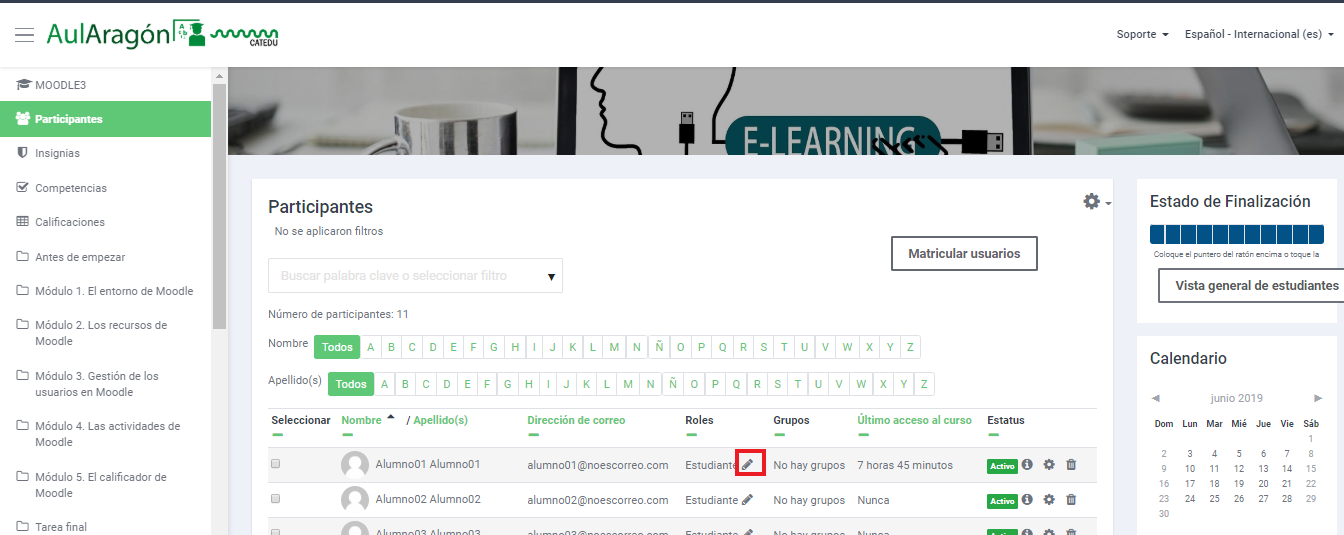 AulAragón
CATEDU
Soporte
Español - Internacional (es)
MOODLE3
Participantes
Insignias
Competencias
Calificaciones
Antes de empezar
Módulo 1. El entorno de Moodle
Módulo 2. Los recursos de
Moodle
Módulo 3. Gestión de los
usuarios en Moodle
Módulo 4. Las actividades de
Moodle
Módulo 5. El calificador de
Moodle
Tarea final
E-LEARNING
Participantes
No se aplicaron filtros
Matricular usuarios
Buscar palabra clave o seleccionar filtro
Número de participantes: 11
Nombre Todos A B C D E F G H I J K L M N Ñ O P Q R S T U V W X Y Z
Apellido(s) Todos A B C D E F G H I J K L M N Ñ O P Q R S T U V W X Y Z
Seleccionar Nombre / Apellido(s) Dirección de correo Roles Grupos Último acceso al curso Estatus
Alumno01 Alumno01 alumno01@noescorreo.com Estudiante No hay grupos 7 horas 45 minutos Activo
Alumno02 Alumno02 alumno02@noescorreo.com Estudiante No hay grupos Nunca Activo
Alumno03 Alumno03 alumno03@noescorreo.com Estudiante No hay grupos Nunca Activo
Estado de Finalización
Coloque el puntero del ratón encima o toque la
Vista general de estudiantes
Calendario
junio 2019
Dom Lun Mar Mié Jue Vie Sáb
1
2 3 4 5 6 7 8
9 10 11 12 13 14 15
16 17 18 19 20 21 22
23 24 25 26 27 28 29
30